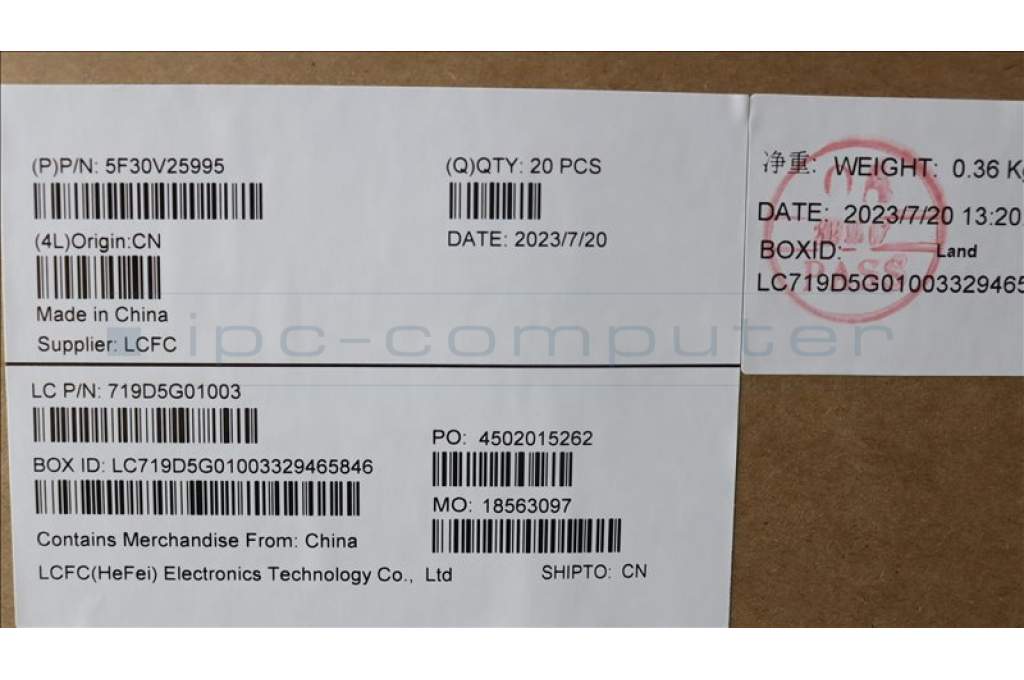 (P)P/N: 5F30V25995
(Q)QTY: 20 PCS
(4L)Origin:CN
DATE: 2023/7/20
Made in China
Supplier: LCFC
LC P/N: 719D5G01003
PO: 4502015262
BOX ID: LC719D5G01003329465846
MO: 18563097
Contains Merchandise From: China
LCFC(HeFei) Electronics Technology Co., Ltd
SHIPTO: CN
净重: WEIGHT: 0.36 Kg
DATE: 2023/7/20 13:20
BOXID: Land
LC719D5G01003329465
PASS
ipc-computer